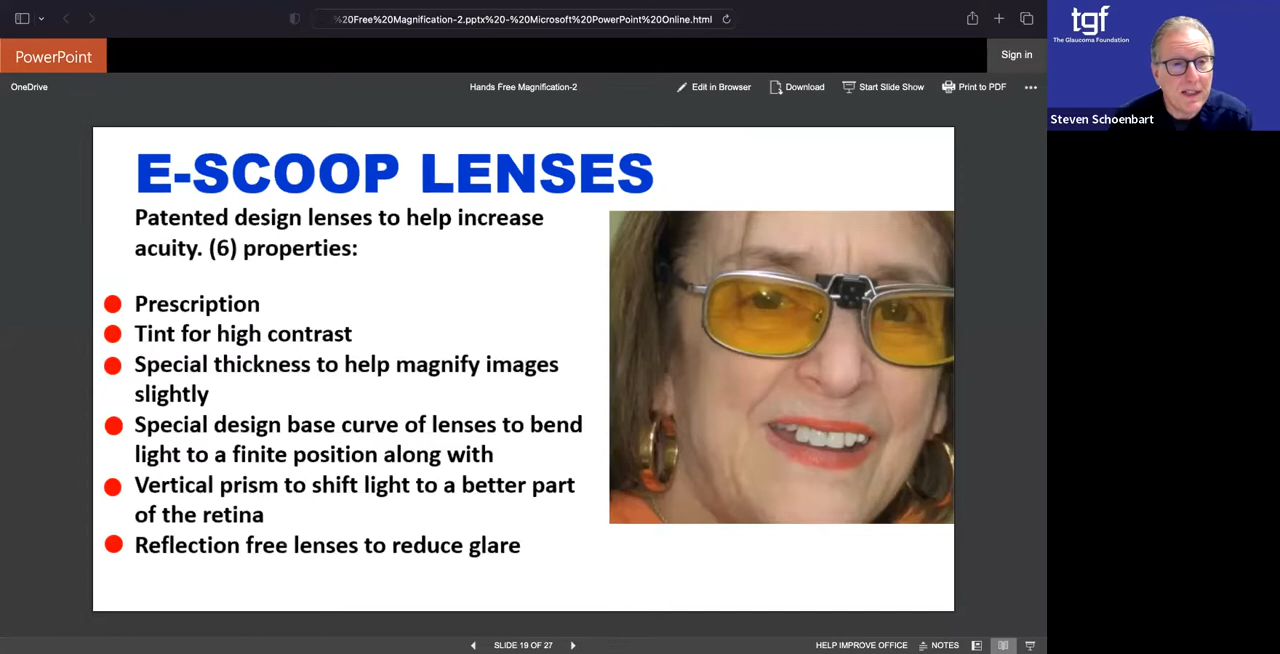 %20Free%20Magnification-2.pptx%20-%20Microsoft%20PowerPoint%20Online.html
tgf
The Glaucoma Foundation
PowerPoint
Sign in
OneDrive
Hands Free Magnification-2
Edit in Browser
Download
Start Slide Show
Print to PDF
Steven Schoenbart
E-SCOOP LENSES
Patented design lenses to help increase
acuity. (6) properties:
Prescription
Tint for high contrast
Special thickness to help magnify images
slightly
Special design base curve of lenses to bend
light to a finite position along with
Vertical prism to shift light to a better part
of the retina
Reflection free lenses to reduce glare
SLIDE 19 OF 27
HELP IMPROVE OFFICE
NOTES